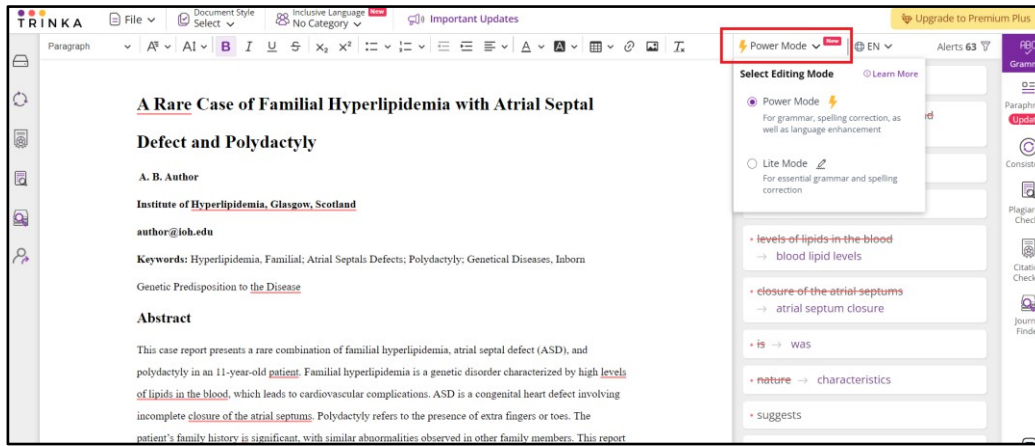 TRINKA
File
Document Style
Select
Inclusive Language New
No Category
Important Updates
Upgrade to Premium Plus
Paragraph
B I U S x₂ x²
Power Mode New
EN
Alerts 63
Select Editing Mode
Learn More
Power Mode
For grammar, spelling correction, as
well as language enhancement
Lite Mode
For essential grammar and spelling
correction
A Rare Case of Familial Hyperlipidemia with Atrial Septal
Defect and Polydactyly
A. B. Author
Institute of Hyperlipidemia, Glasgow, Scotland
author@ioh.edu
Keywords: Hyperlipidemia, Familial; Atrial Septals Defects; Polydactyly; Genetical Diseases, Inborn
Genetic Predisposition to the Disease
Abstract
This case report presents a rare combination of familial hyperlipidemia, atrial septal defect (ASD), and
polydactyly in an 11-year-old patient. Familial hyperlipidemia is a genetic disorder characterized by high levels
of lipids in the blood, which leads to cardiovascular complications. ASD is a congenital heart defect involving
incomplete closure of the atrial septums. Polydactyly refers to the presence of extra fingers or toes. The
patient's family history is significant, with similar abnormalities observed in other family members. This report
levels of lipids in the blood
→ blood lipid levels
closure of the atrial septums
→ atrial septum closure
is → was
nature → characteristics
suggests